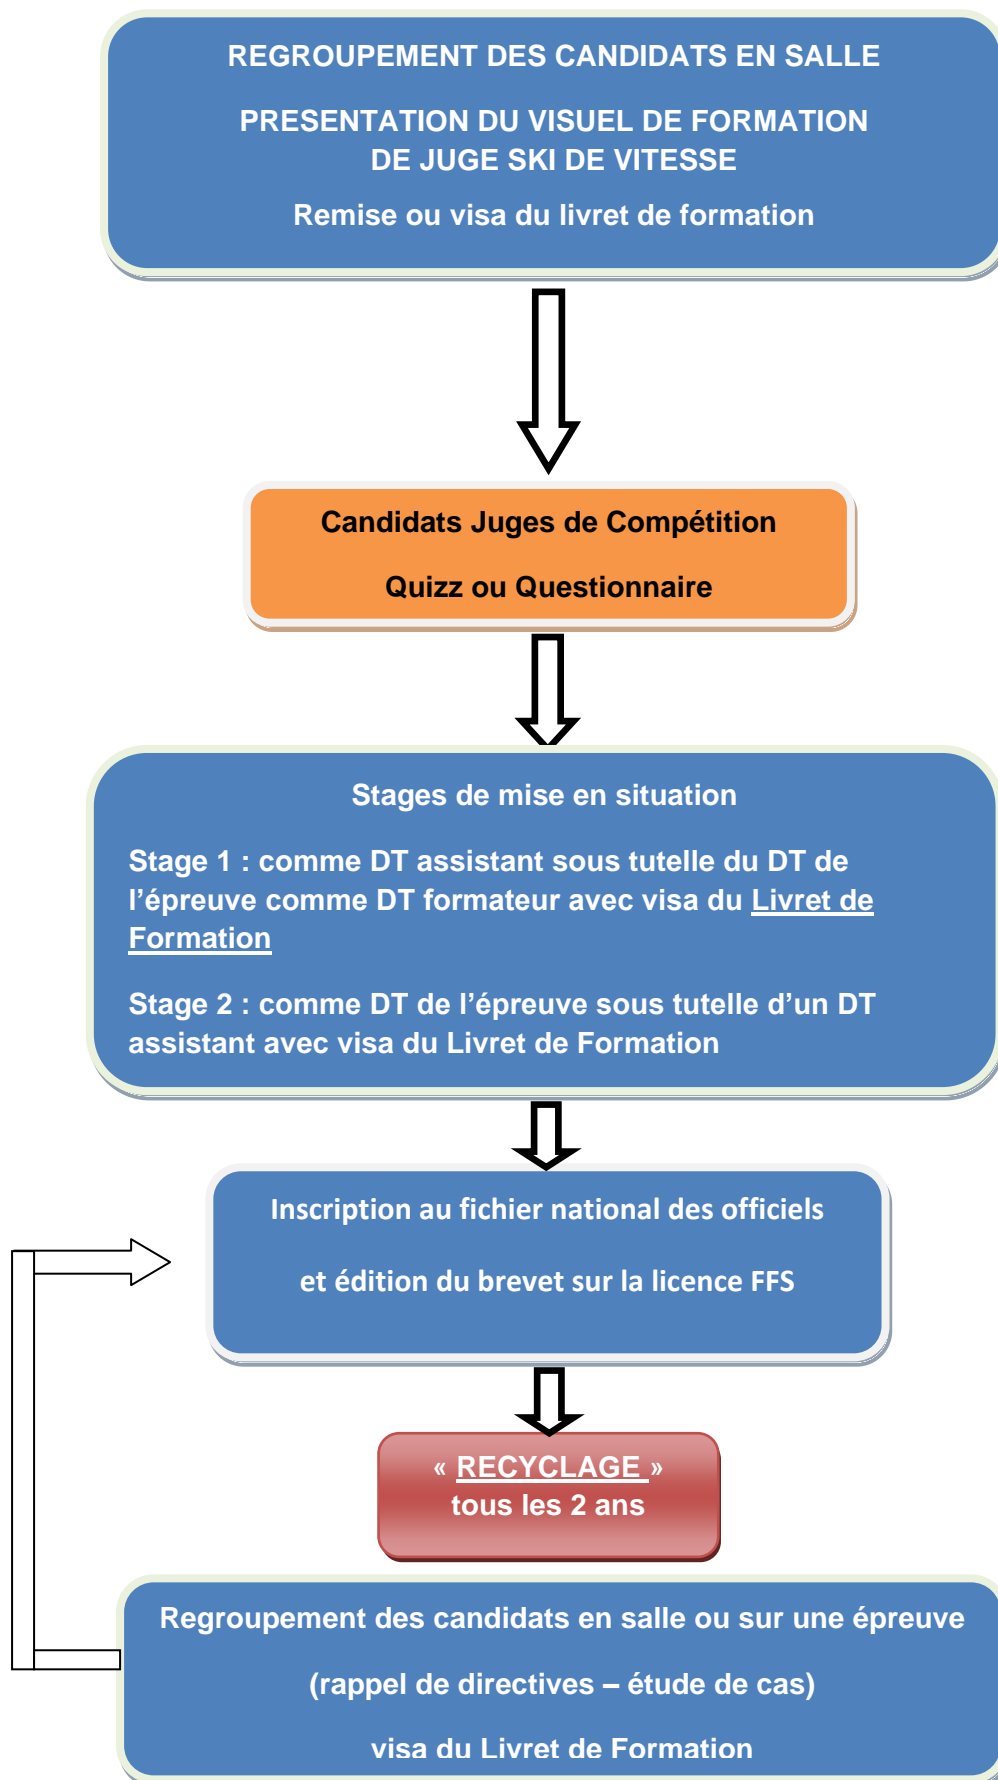 REGROUPEMENT DES CANDIDATS EN SALLE
PRESENTATION DU VISUEL DE FORMATION
DE JUGE SKI DE VITESSE
Remise ou visa du livret de formation
Candidats Juges de Compétition
Quizz ou Questionnaire
Stages de mise en situation
Stage 1 : comme DT assistant sous tutelle du DT de
l’épreuve comme DT formateur avec visa du Livret de
Formation
Stage 2 : comme DT de l’épreuve sous tutelle d’un DT
assistant avec visa du Livret de Formation
Inscription au fichier national des officiels
et édition du brevet sur la licence FFS
« RECYCLAGE »
tous les 2 ans
Regroupement des candidats en salle ou sur une épreuve
(rappel de directives – étude de cas)
visa du Livret de Formation